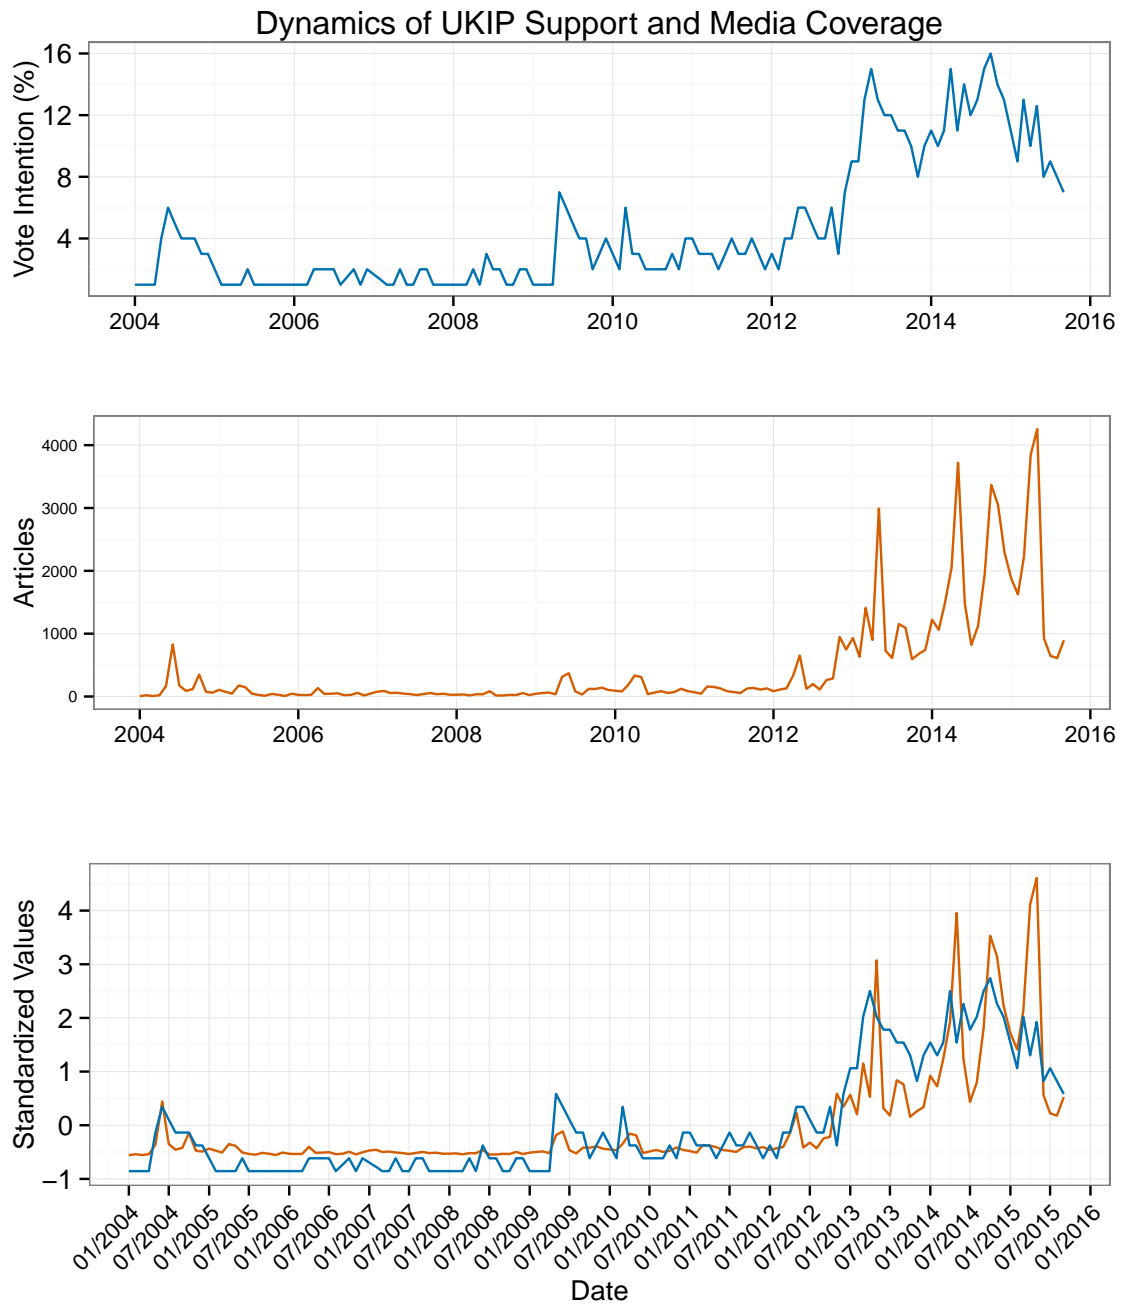 Dynamics of UKIP Support and Media Coverage
Vote Intention (%)
16
12
8
4
2004 2006 2008 2010 2012 2014 2016
Articles
4000
3000
2000
1000
0
2004 2006 2008 2010 2012 2014 2016
Standardized Values
4
3
2
1
0
−1
01/2004 07/2004 01/2005 07/2005 01/2006 07/2006 01/2007 07/2007 01/2008 07/2008 01/2009 07/2009 01/2010 07/2010 01/2011 07/2011 01/2012 07/2012 01/2013 07/2013 01/2014 07/2014 01/2015 07/2015 01/2016
Date